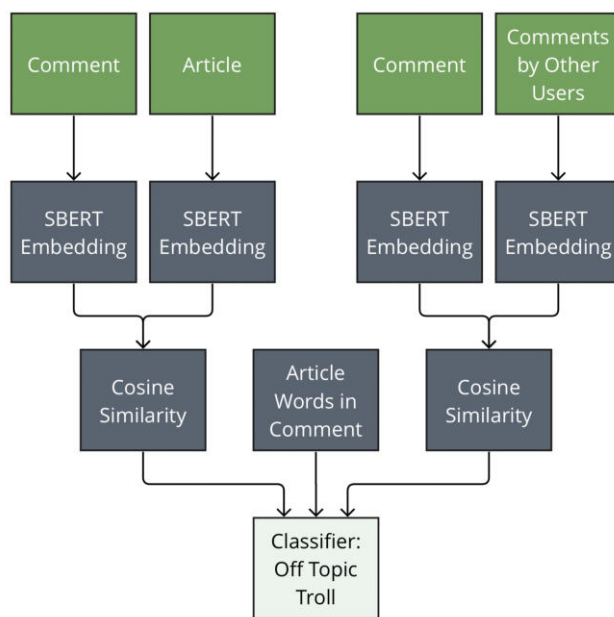 Comment
Article
Comment
Comments
by Other
Users
SBERT
Embedding
SBERT
Embedding
SBERT
Embedding
SBERT
Embedding
Cosine
Similarity
Article
Words in
Comment
Cosine
Similarity
Classifier:
Off Topic
Troll